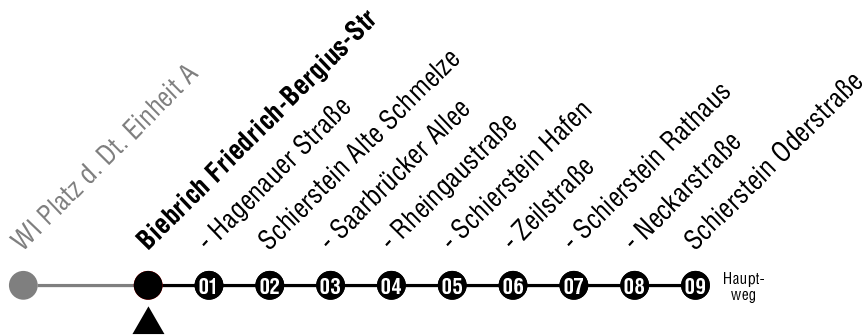 WI Platz d. Dt. Einheit A
Biebrich Friedrich-Bergius-Str
- Hagenauer Straße
Schierstein Alte Schmelze
- Saarbrücker Allee
- Rheingaustraße
- Schierstein Hafen
- Zeilstraße
- Schierstein Rathaus
- Neckarstraße
Schierstein Oderstraße
01 02 03 04 05 06 07 08 09
Haupt-
weg